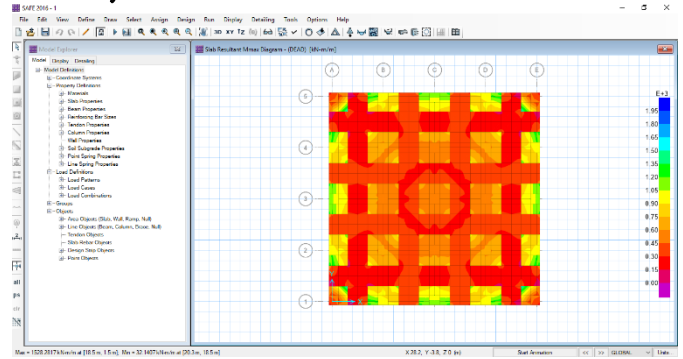 SAFE 2016 - 1
File Edit View Define Draw Select Assign Design Run Display Detailing Tools Options Help
Model Explorer
Model Display Detailing
Model Definitions
Coordinate Systems
Property Definitions
Materials
Slab Properties
Beam Properties
Reinforcing Bar Sizes
Tendon Properties
Column Properties
Wall Properties
Soil Subgrade Properties
Point Spring Properties
Line Spring Properties
Load Definitions
Load Patterns
Load Cases
Load Combinations
Groups
Objects
Area Objects (Slab, Wall, Ramp, Null)
Line Objects (Beam, Column, Brace, Null)
Tendon Objects
Slab Rebar Objects
Design Strip Objects
Point Objects
Slab Resultant Mmax Diagram - (DEAD) [kN-m/m]
A B C D E
5
4
3
2
1
E+3
1.95
1.80
1.65
1.50
1.35
1.20
1.05
0.90
0.75
0.60
0.45
0.30
0.15
0.00
Start Animation
<< >> GLOBAL Units...